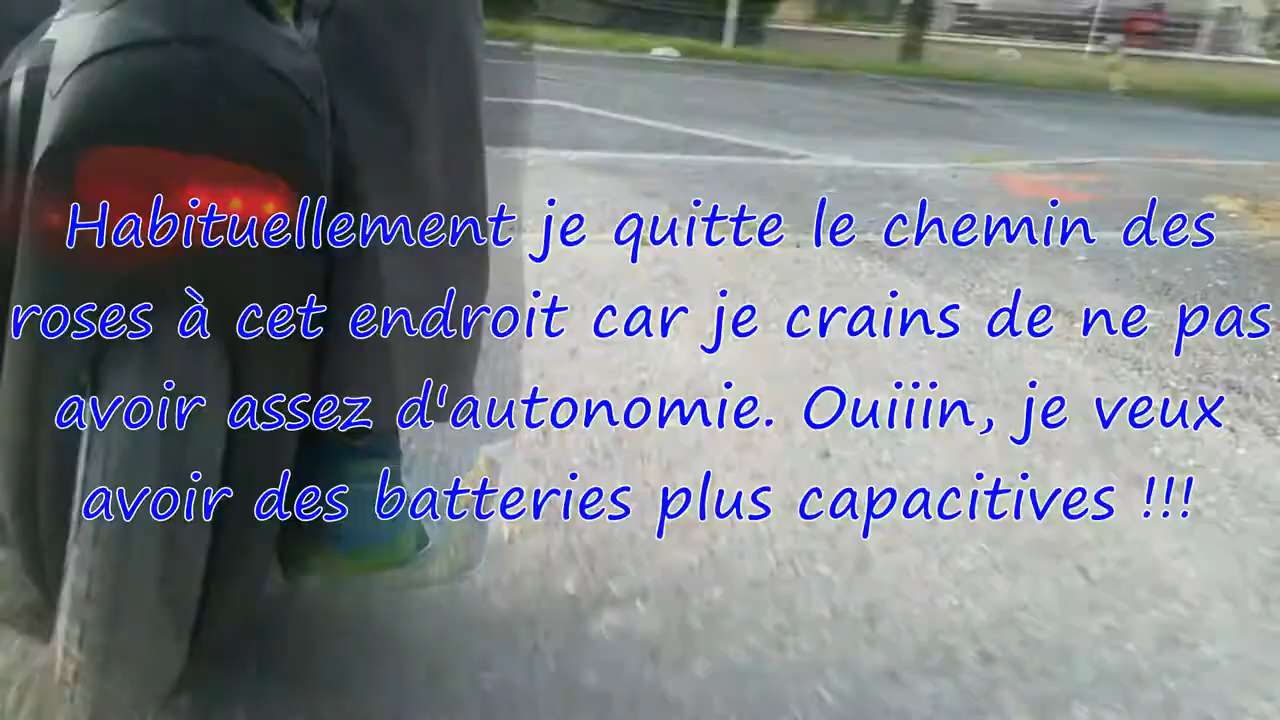 Habituellement je quitte le chemin des
roses à cet endroit car je crains de ne pas
avoir assez d'autonomie. Ouiiin, je veux
avoir des batteries plus capacitives !!!